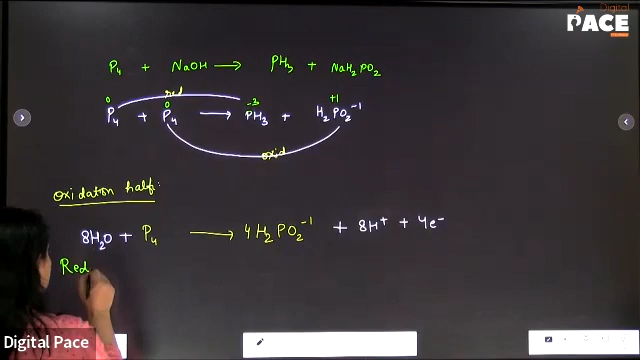 Digital
PACE
P₄ + NaOH ⟶ PH₃ + NaH₂PO₂
red
0 0 -3 +1
P₄ + P₄ ⟶ PH₃ + H₂PO₂⁻¹
oxid
Oxidaton half:
8H₂O + P₄ ⟶ 4H₂PO₂⁻¹ + 8H⁺ + 4e⁻
Red
Digital Pace